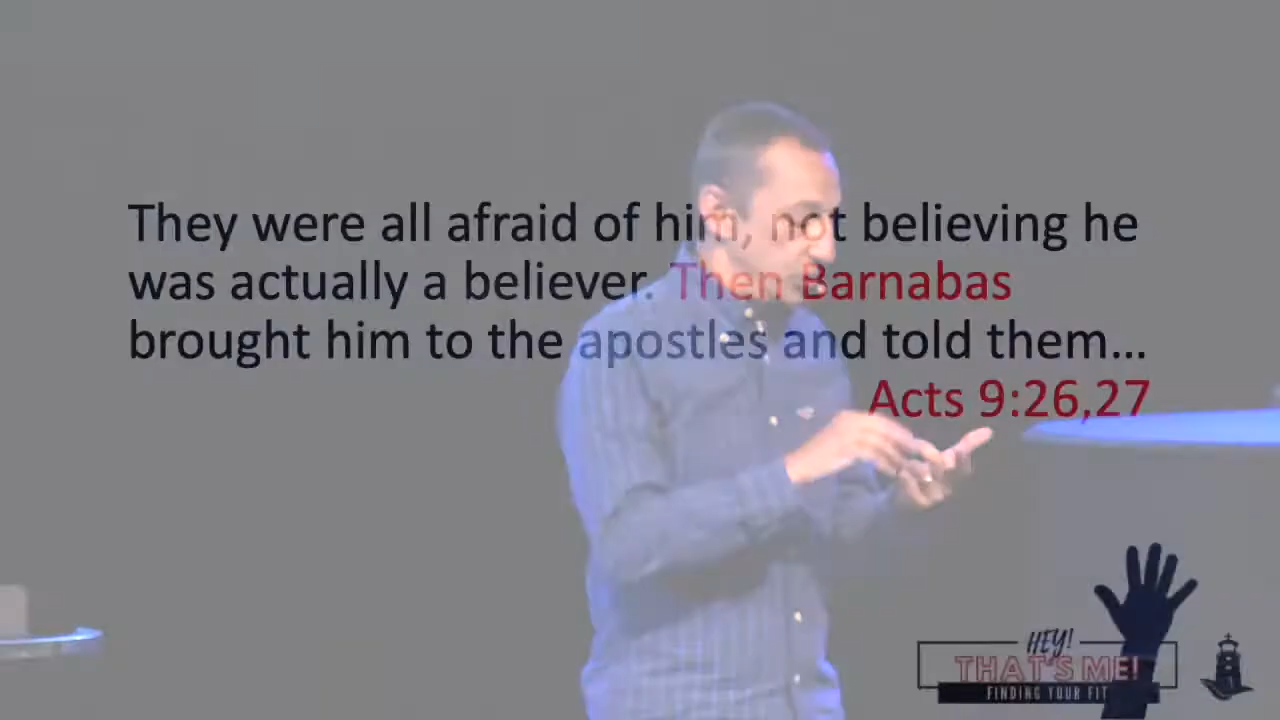 They were all afraid of him, not believing he
was actually a believer. Then Barnabas
brought him to the apostles and told them...
Acts 9:26,27
HEY!
THAT'S ME!
FINDING YOUR FIT